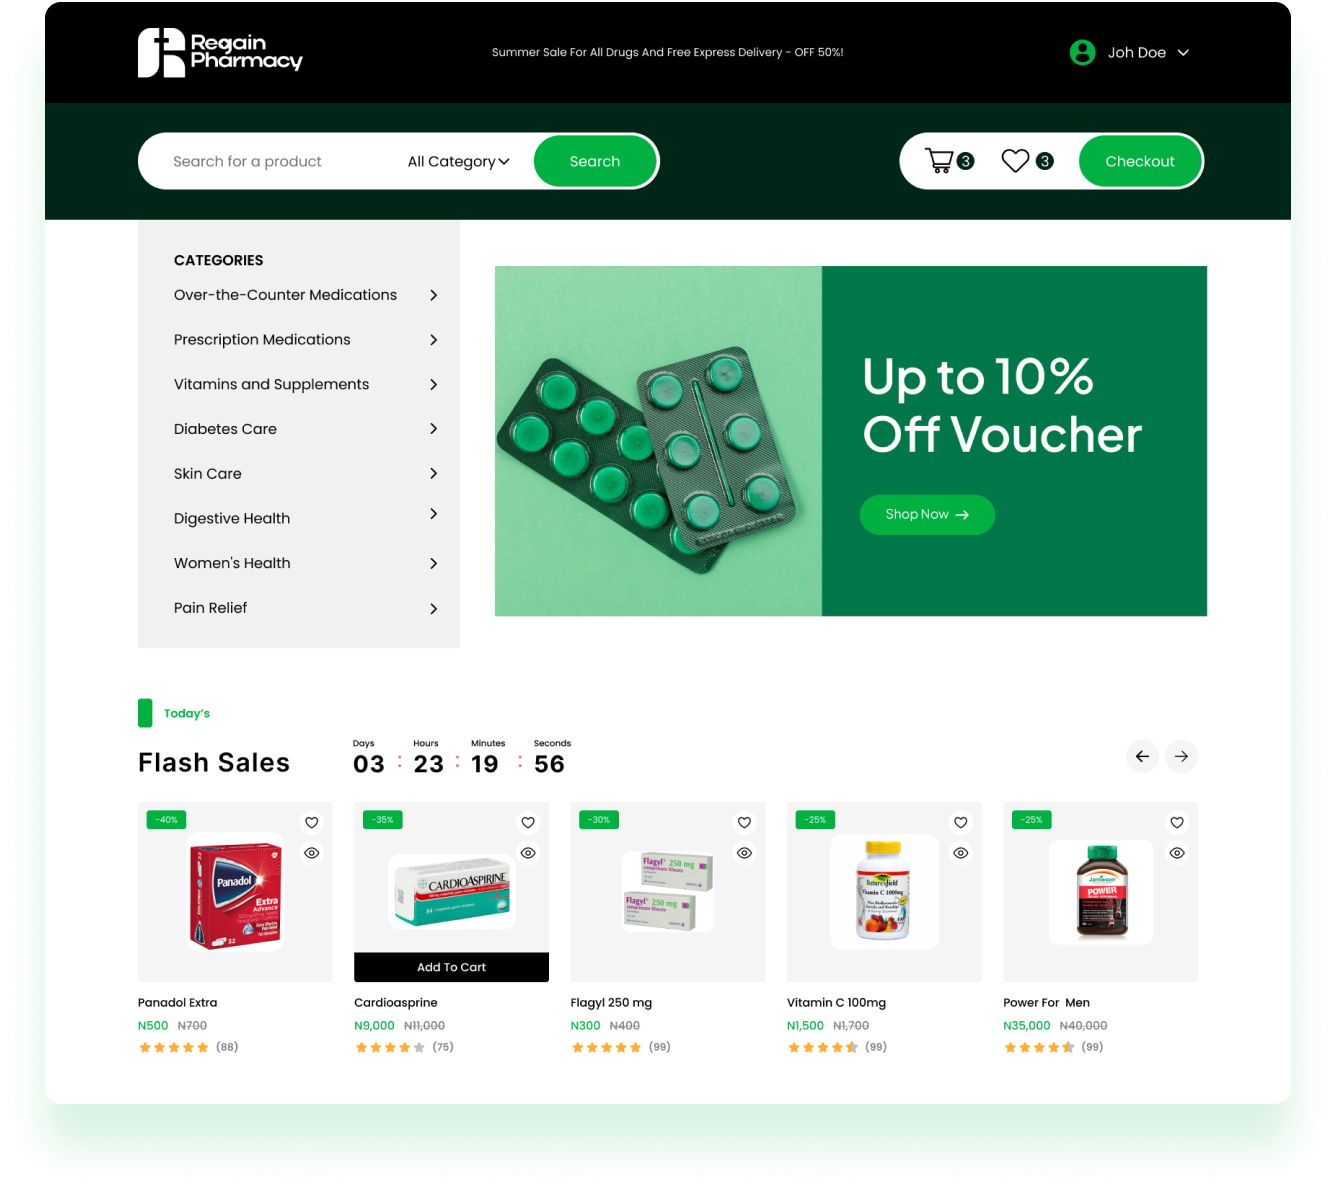 Regain
Pharmacy
Summer Sale For All Drugs And Free Express Delivery - OFF 50%!
Joh Doe
Search for a product
All Category
Search
3
3
Checkout
CATEGORIES
Over-the-Counter Medications
Prescription Medications
Vitamins and Supplements
Diabetes Care
Skin Care
Digestive Health
Women's Health
Pain Relief
Up to 10%
Off Voucher
Shop Now
Today's
Flash Sales
Days Hours Minutes Seconds
03 : 23 : 19 : 56
-40%
Panadol
Extra
Advance
32
-35%
CARDIOASPIRINE
84
Add To Cart
-30%
Flagyl® 250 mg
Flagyl® 250 mg
-25%
Vitamin C 1000mg
-25%
Jamieson
POWER
Panadol Extra
N500 N700
(88)
Cardioasprine
N9,000 N11,000
(75)
Flagyl 250 mg
N300 N400
(99)
Vitamin C 100mg
N1,500 N1,700
(99)
Power For Men
N35,000 N40,000
(99)